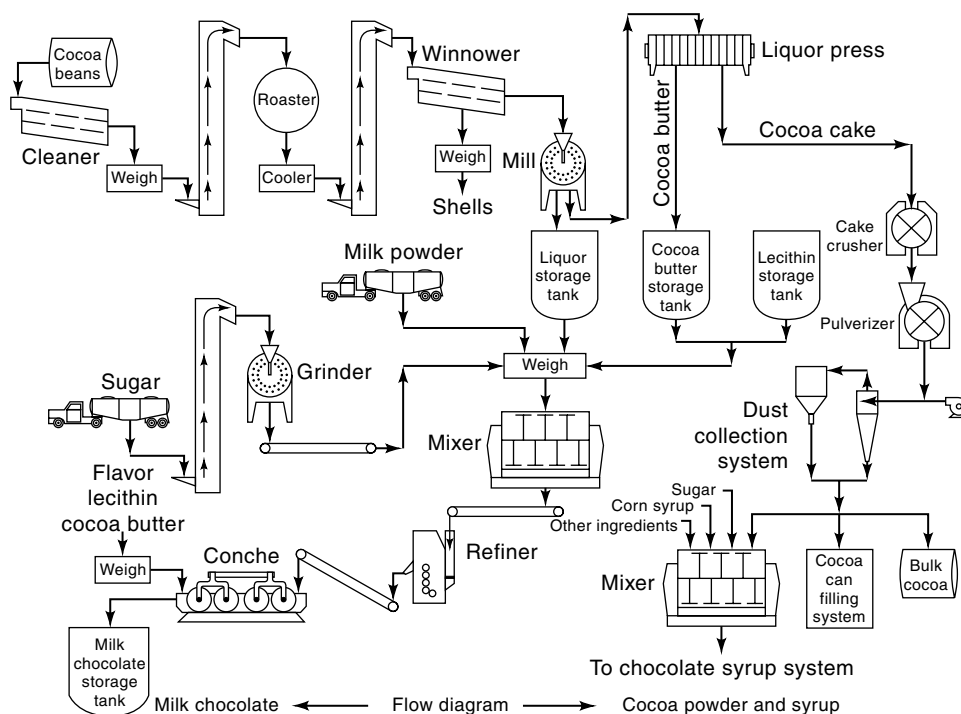 Cocoa
beans
Cleaner
Weigh
Roaster
Cooler
Winnower
Weigh
Shells
Mill
Liquor press
Cocoa butter
Cocoa cake
Cake
crusher
Pulverizer
Milk powder
Liquor
storage
tank
Cocoa
butter
storage
tank
Lecithin
storage
tank
Weigh
Grinder
Sugar
Mixer
Dust
collection
system
Flavor
lecithin
cocoa butter
Weigh
Conche
Refiner
Sugar
Corn syrup
Other ingredients
Mixer
Cocoa
can
filling
system
Bulk
cocoa
Milk
chocolate
storage
tank
To chocolate syrup system
Milk chocolate
Flow diagram
Cocoa powder and syrup